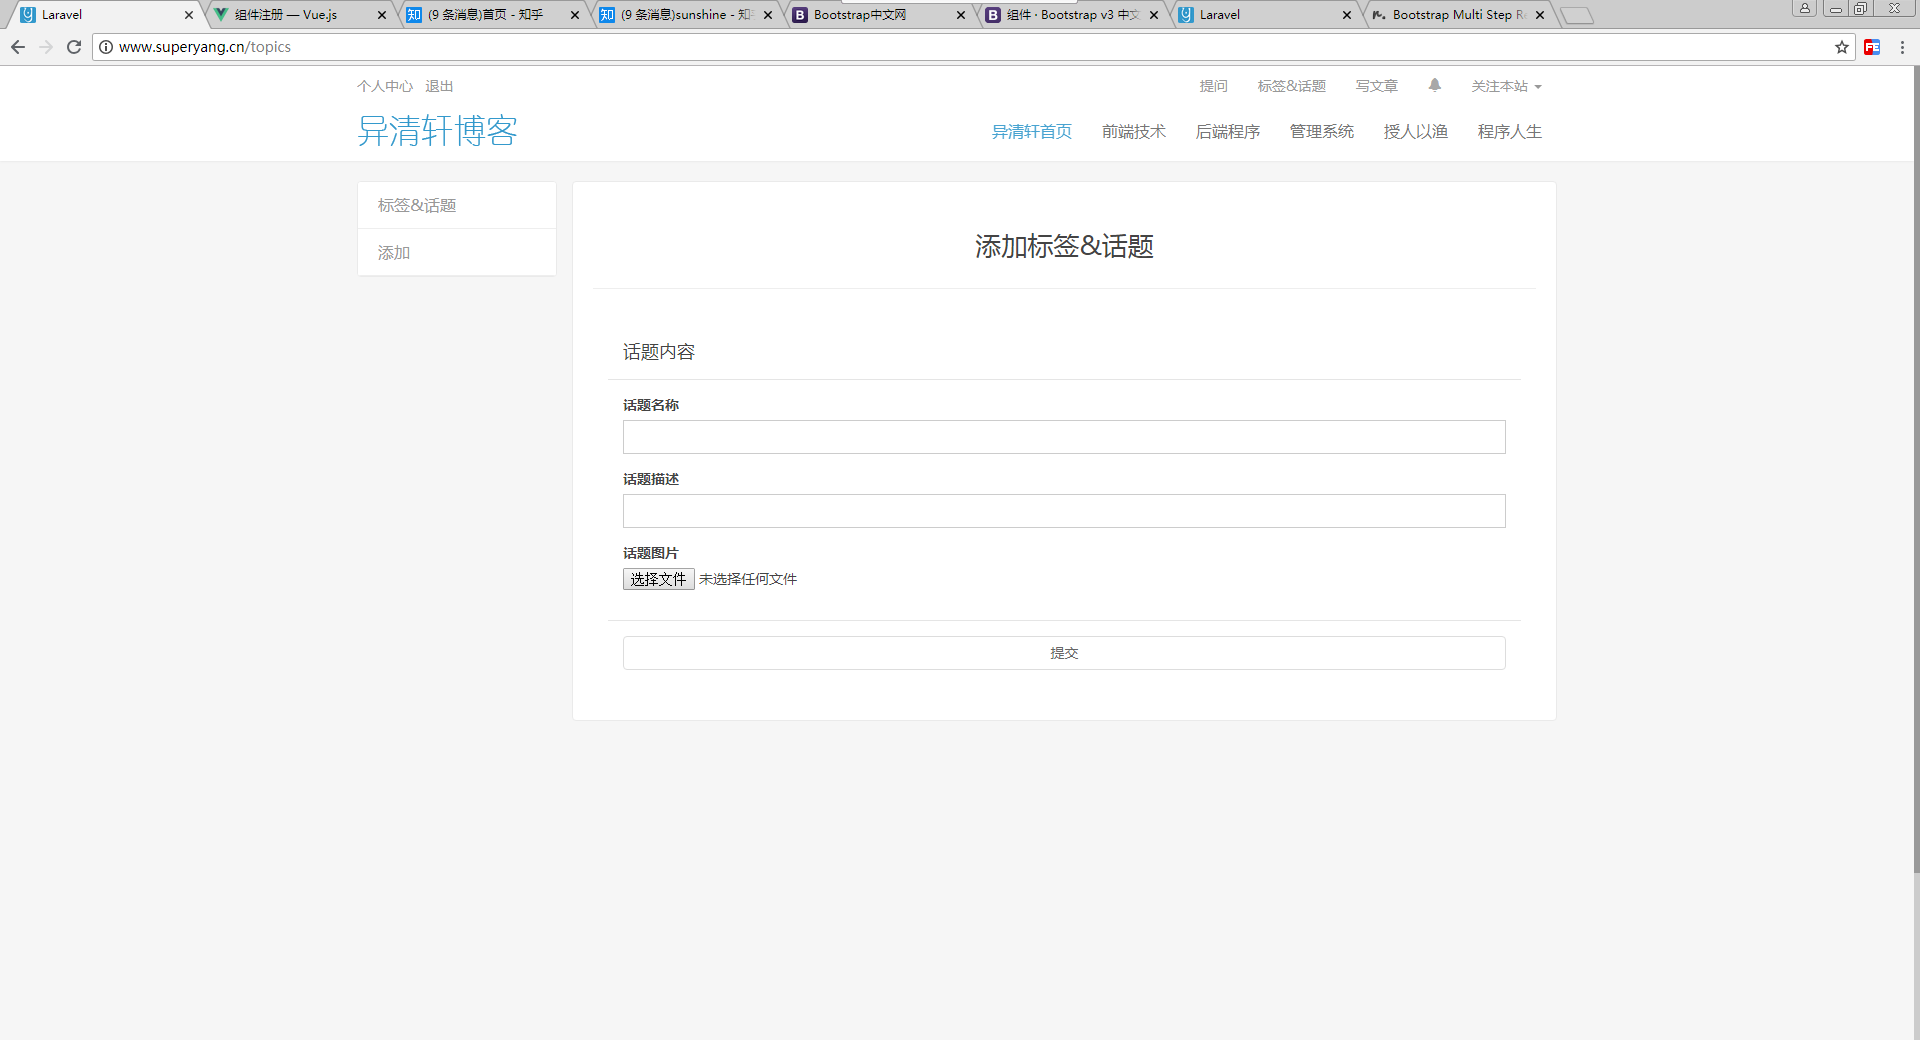 Laravel
组件注册 — Vue.js
(9 条消息)首页 - 知乎
(9 条消息)sunshine - 知
Bootstrap中文网
组件 · Bootstrap v3 中文
Laravel
Bootstrap Multi Step Re
www.superyang.cn/topics
个人中心 退出
提问 标签&话题 写文章 关注本站
异清轩博客
异清轩首页 前端技术 后端程序 管理系统 授人以渔 程序人生
标签&话题
添加
添加标签&话题
话题内容
话题名称
话题描述
话题图片
选择文件 未选择任何文件
提交